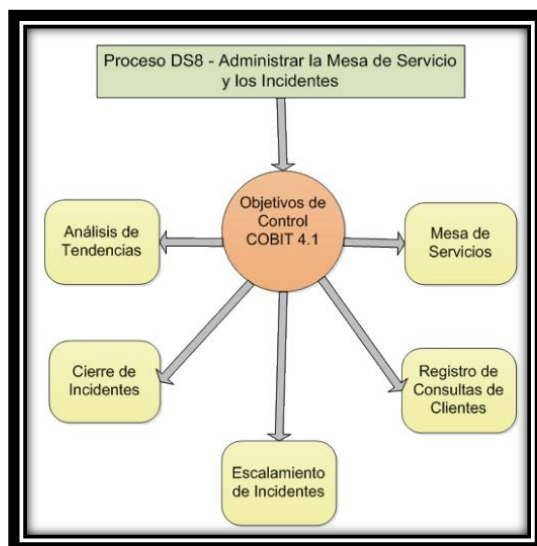 Proceso DS8 - Administrar la Mesa de Servicio
y los Incidentes
Objetivos de
Control
COBIT 4.1
Análisis de
Tendencias
Mesa de
Servicios
Cierre de
Incidentes
Registro de
Consultas de
Clientes
Escalamiento
de Incidentes